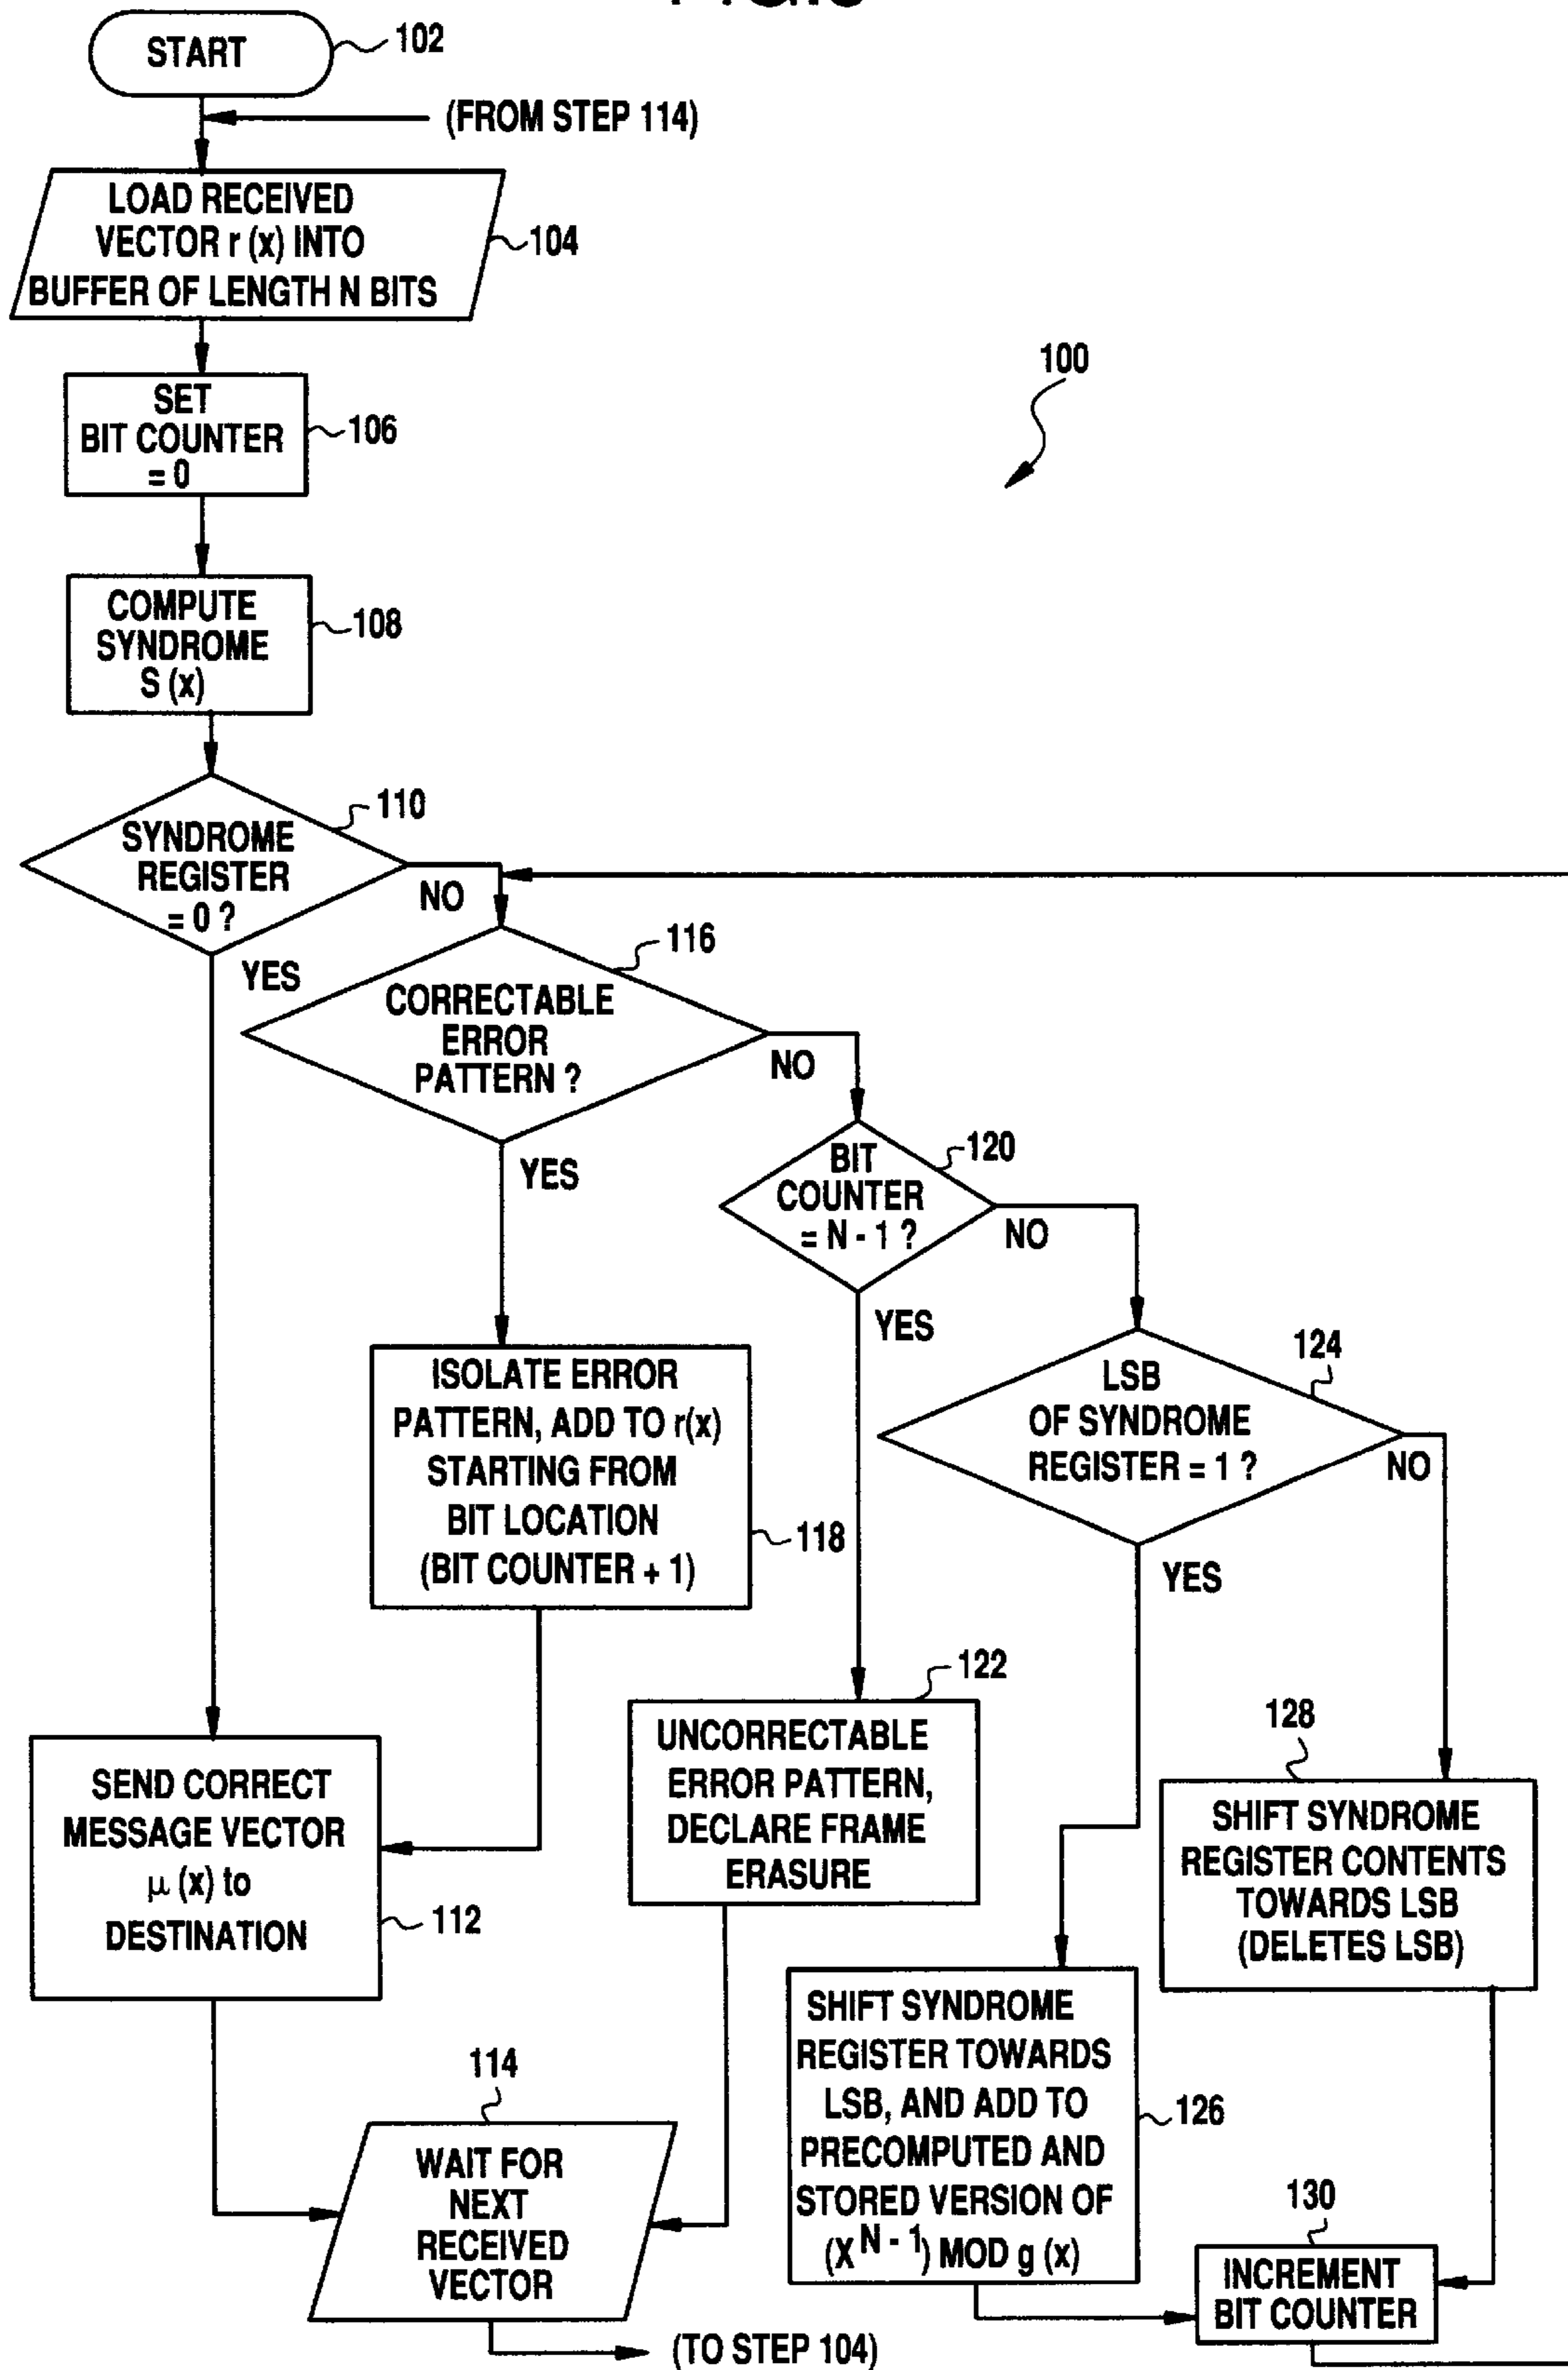 START
102
(FROM STEP 114)
LOAD RECEIVED
VECTOR r (x) INTO
BUFFER OF LENGTH N BITS
104
100
SET
BIT COUNTER
= 0
106
COMPUTE
SYNDROME
S (x)
108
SYNDROME
REGISTER
= 0 ?
110
NO
YES
CORRECTABLE
ERROR
PATTERN ?
116
NO
YES
BIT
COUNTER
= N - 1 ?
120
NO
YES
LSB
OF SYNDROME
REGISTER = 1 ?
124
NO
YES
ISOLATE ERROR
PATTERN, ADD TO r(x)
STARTING FROM
BIT LOCATION
(BIT COUNTER + 1)
118
UNCORRECTABLE
ERROR PATTERN,
DECLARE FRAME
ERASURE
122
SEND CORRECT
MESSAGE VECTOR
μ (x) to
DESTINATION
112
SHIFT SYNDROME
REGISTER CONTENTS
TOWARDS LSB
(DELETES LSB)
128
SHIFT SYNDROME
REGISTER TOWARDS
LSB, AND ADD TO
PRECOMPUTED AND
STORED VERSION OF
(X^N - 1) MOD g (x)
126
114
WAIT FOR
NEXT
RECEIVED
VECTOR
130
INCREMENT
BIT COUNTER
(TO STEP 104)